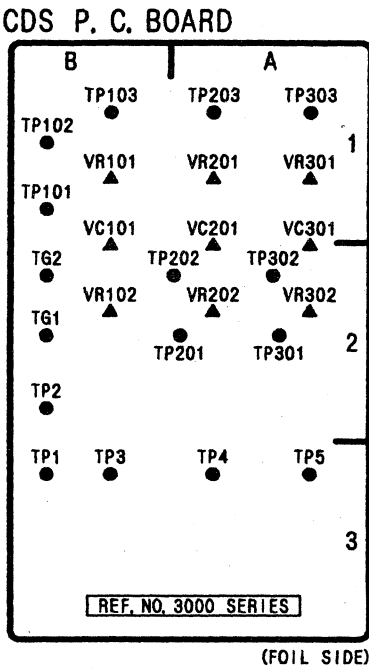 CDS P. C. BOARD
B A
TP103 TP203 TP303
TP102
1
VR101 VR201 VR301
TP101
VC101 VC201 VC301
TG2 TP202 TP302
VR102 VR202 VR302
TG1
2
TP201 TP301
TP2
TP1 TP3 TP4 TP5
3
REF. NO. 3000 SERIES
(FOIL SIDE)